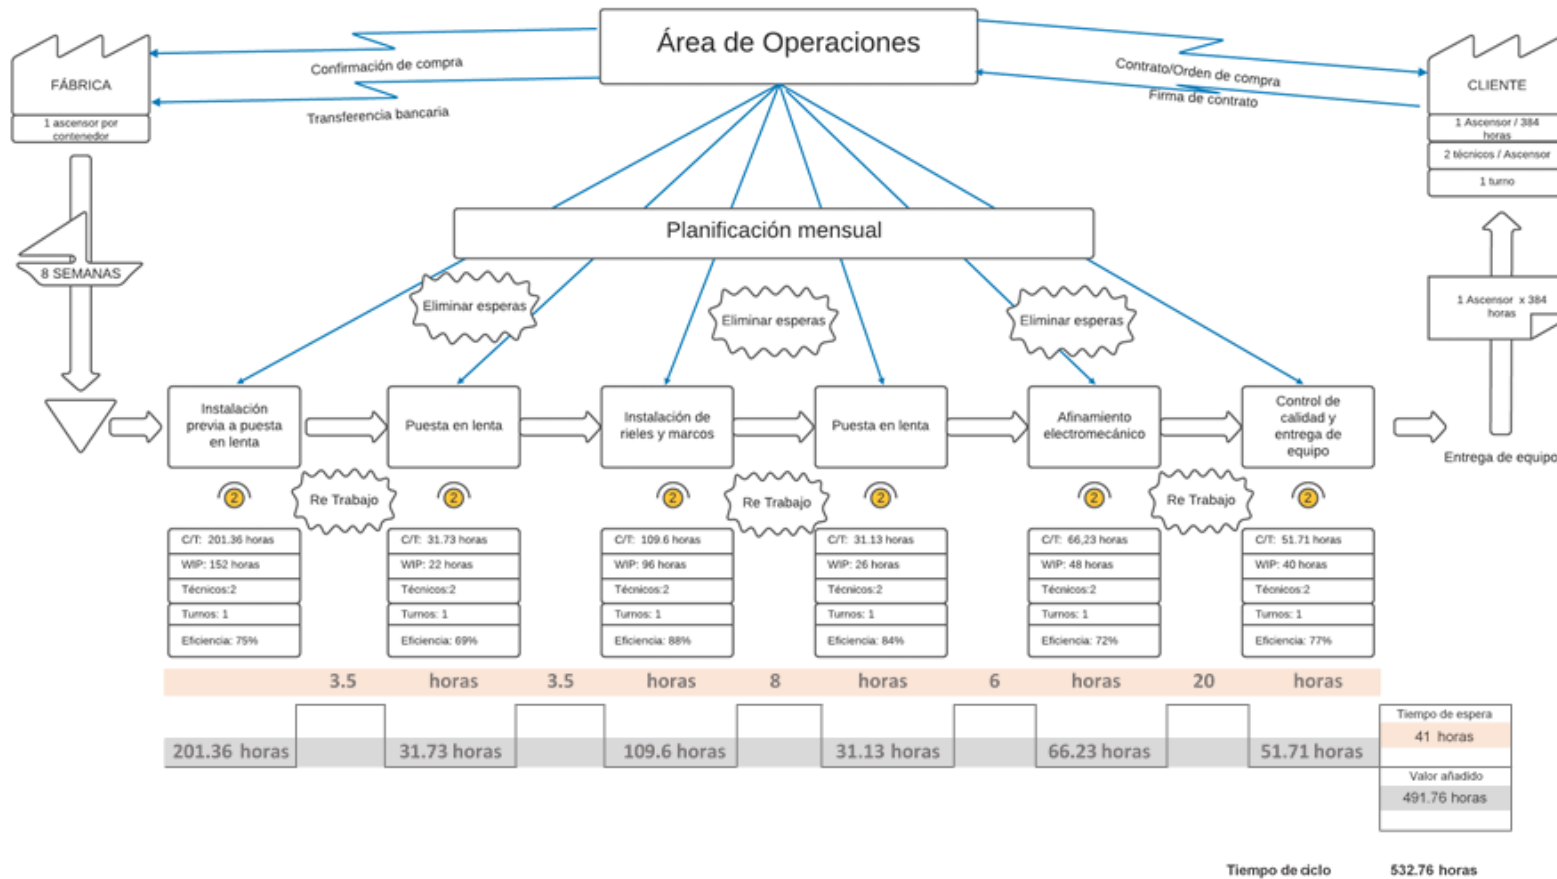 Área de Operaciones
FÁBRICA
1 ascensor por
contenedor
Confirmación de compra
Transferencia bancaria
Contrato/Orden de compra
Firma de contrato
CLIENTE
1 Ascensor / 384
horas
2 técnicos / Ascensor
1 turno
Planificación mensual
8 SEMANAS
Eliminar esperas
Eliminar esperas
Eliminar esperas
1 Ascensor x 384
horas
Instalación
previa a puesta
en lenta
Puesta en lenta
Instalación de
rieles y marcos
Puesta en lenta
Afinamiento
electromecánico
Control de
calidad y
entrega de
equipo
Entrega de equipo
2
Re Trabajo
2
2
Re Trabajo
2
2
Re Trabajo
2
C/T: 201.36 horas
WIP: 152 horas
Técnicos:2
Turnos: 1
Eficiencia: 75%
C/T: 31.73 horas
WIP: 22 horas
Técnicos:2
Turnos: 1
Eficiencia: 69%
C/T: 109.6 horas
WIP: 96 horas
Técnicos:2
Turnos: 1
Eficiencia: 88%
C/T: 31.13 horas
WIP: 26 horas
Técnicos:2
Turnos: 1
Eficiencia: 84%
C/T: 66,23 horas
WIP: 48 horas
Técnicos:2
Turnos: 1
Eficiencia: 72%
C/T: 51.71 horas
WIP: 40 horas
Técnicos:2
Turnos: 1
Eficiencia: 77%
3.5 horas 3.5 horas 8 horas 6 horas 20 horas
201.36 horas 31.73 horas 109.6 horas 31.13 horas 66.23 horas 51.71 horas
Tiempo de espera
41 horas
Valor añadido
491.76 horas
Tiempo de ciclo 532.76 horas